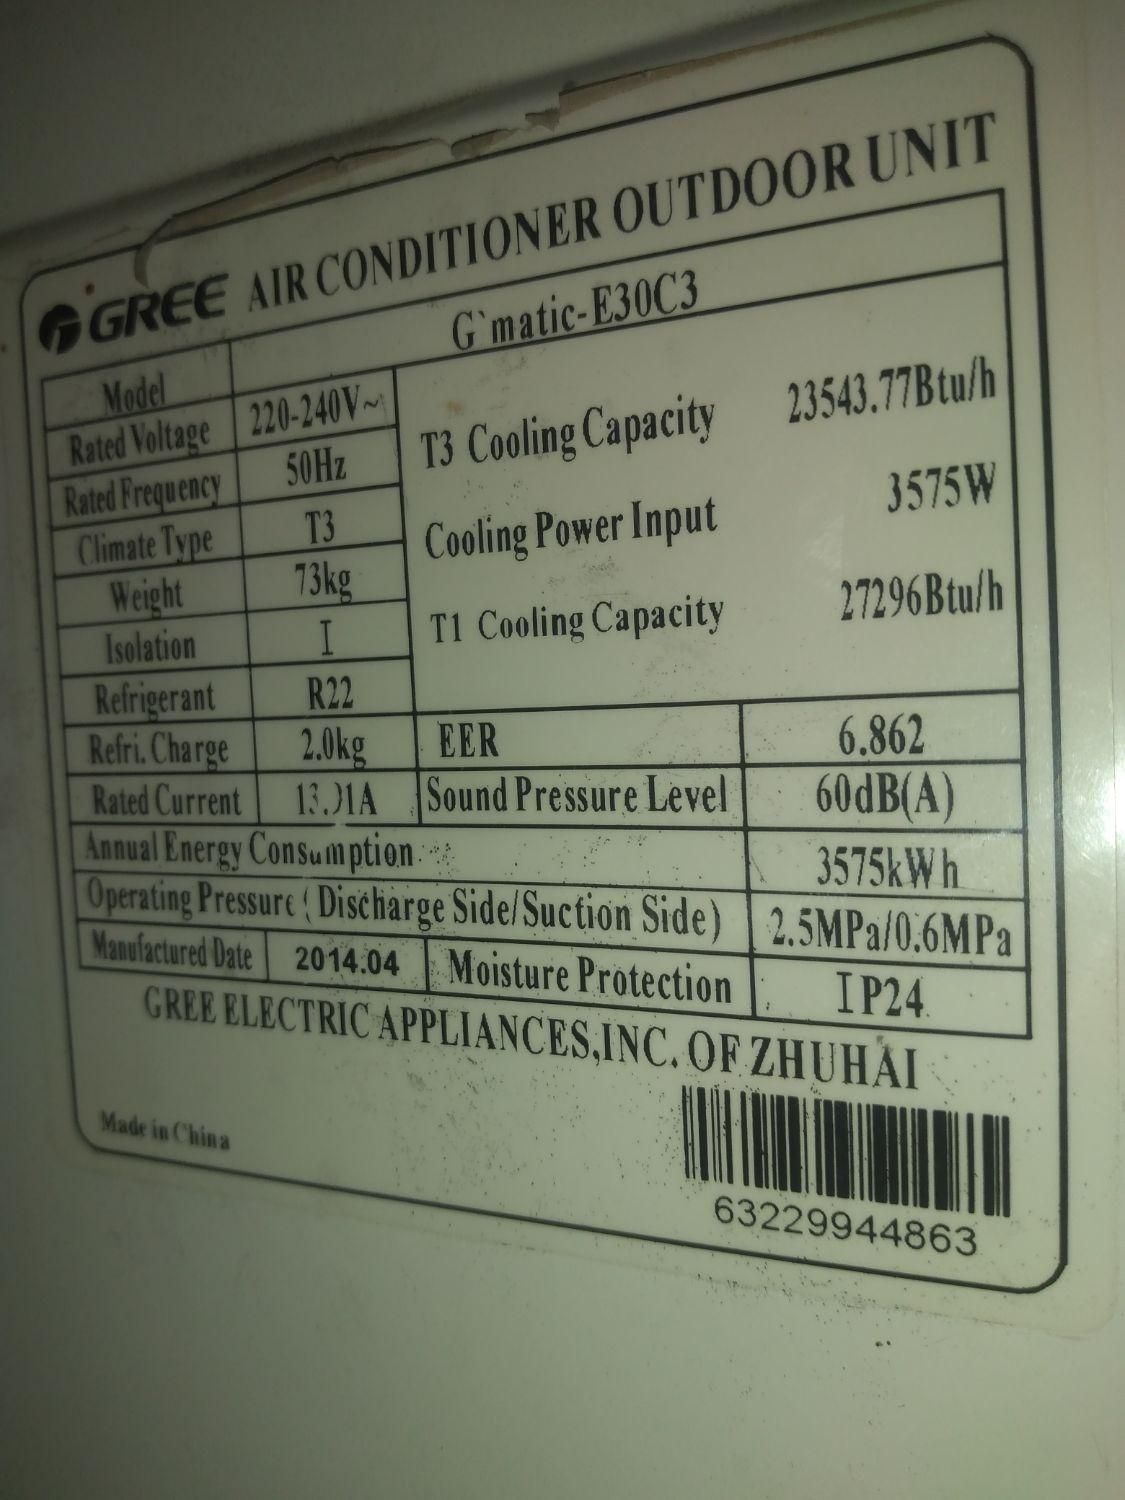 GREE AIR CONDITIONER OUTDOOR UNIT
Model G`matic-E30C3
Rated Voltage 220-240V~
Rated Frequency 50Hz
Climate Type T3
Weight 73kg
Isolation I
Refrigerant R22
Refri. Charge 2.0kg
Rated Current
T3 Cooling Capacity 23543.77Btu/h
Cooling Power Input 3575W
T1 Cooling Capacity 27296Btu/h
EER 6.862
Sound Pressure Level 60dB(A)
Annual Energy Consumption 3575kWh
Operating Pressure (Discharge Side/Suction Side) 2.5MPa/0.6MPa
Manufactured Date 2014.04 Moisture Protection IP24
GREE ELECTRIC APPLIANCES,INC. OF ZHUHAI
Made in China
63229944863